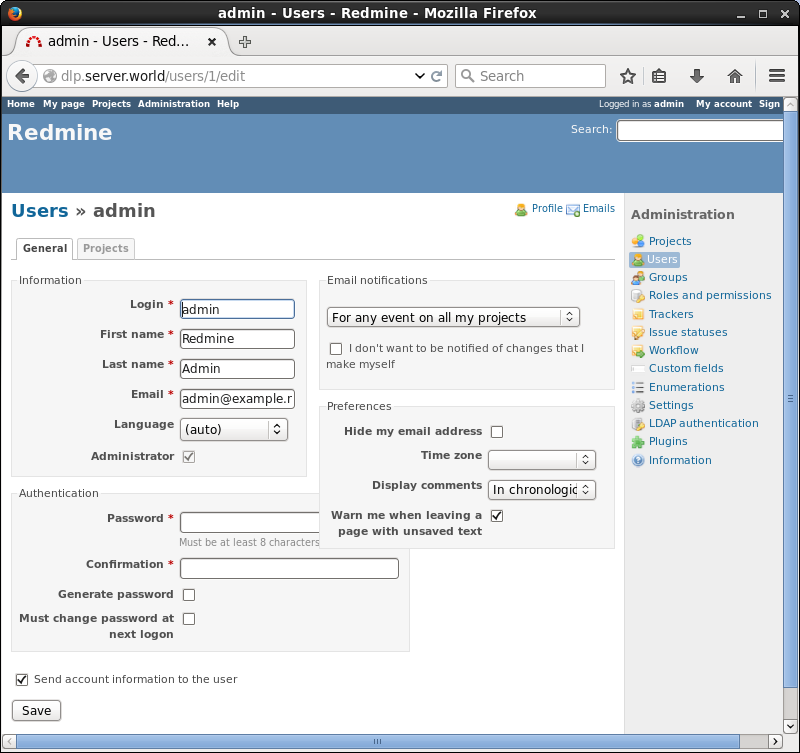 admin - Users - Redmine - Mozilla Firefox
admin - Users - Red...
dlp.server.world/users/1/edit
Search
Home My page Projects Administration Help
Logged in as admin My account Sign
Redmine
Search:
Users » admin
Profile Emails
General Projects
Information
Login *
admin
First name *
Redmine
Last name *
Admin
Email *
admin@example.r
Language
(auto)
Administrator
Authentication
Password *
Must be at least 8 characters
Confirmation *
Generate password
Must change password at
next logon
Send account information to the user
Save
Email notifications
For any event on all my projects
I don't want to be notified of changes that I
make myself
Preferences
Hide my email address
Time zone
Display comments
In chronologic
Warn me when leaving a
page with unsaved text
Administration
Projects
Users
Groups
Roles and permissions
Trackers
Issue statuses
Workflow
Custom fields
Enumerations
Settings
LDAP authentication
Plugins
Information